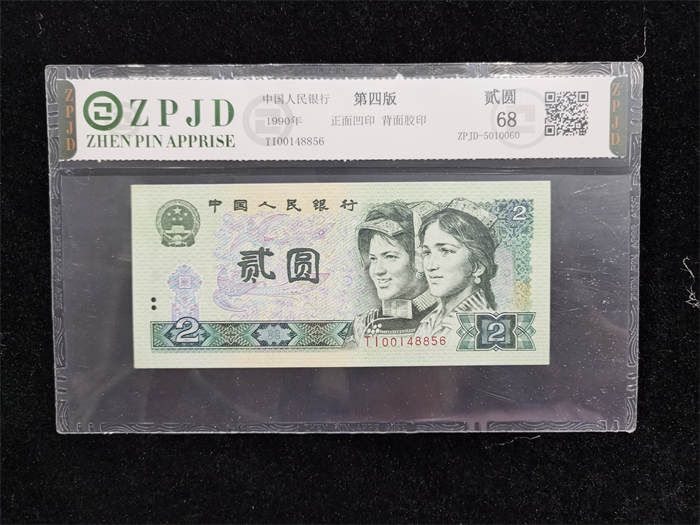 ZPJD
ZPJD
ZHEN PIN APPRISE
中国人民银行 第四版 贰圆
1990年 正面凹印 背面胶印
TI00148856
68
ZPJD-5010060
ZPJD
中国人民银行
2
贰圆
2
TI00148856
2